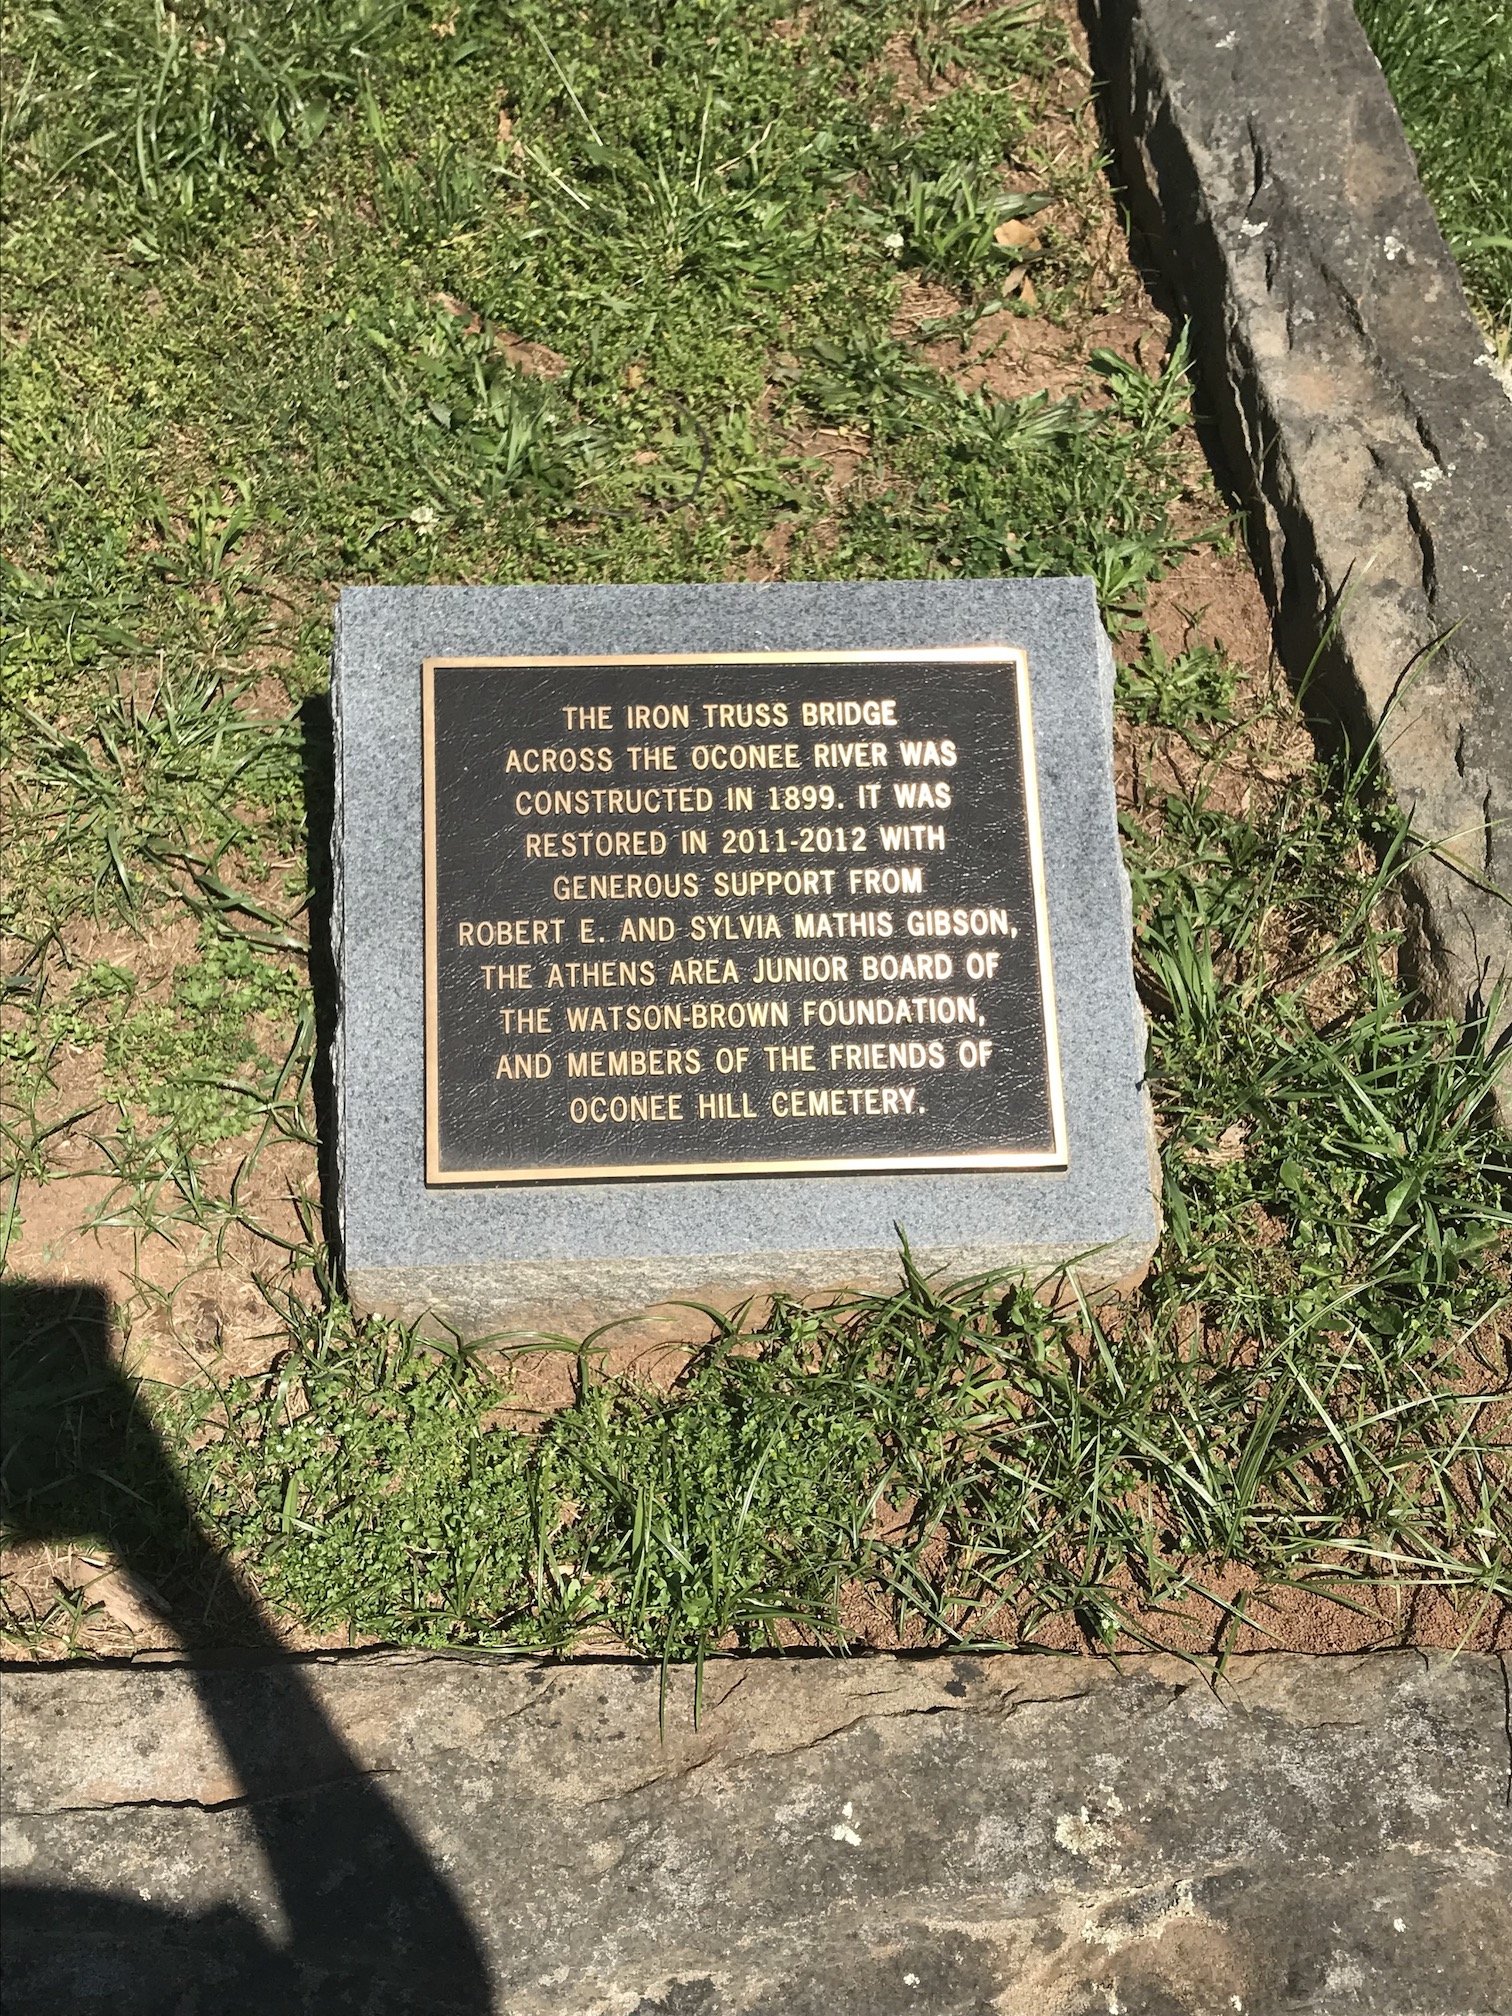 THE IRON TRUSS BRIDGE
ACROSS THE OCONEE RIVER WAS
CONSTRUCTED IN 1899. IT WAS
RESTORED IN 2011-2012 WITH
GENEROUS SUPPORT FROM
ROBERT E. AND SYLVIA MATHIS GIBSON,
THE ATHENS AREA JUNIOR BOARD OF
THE WATSON-BROWN FOUNDATION,
AND MEMBERS OF THE FRIENDS OF
OCONEE HILL CEMETERY.